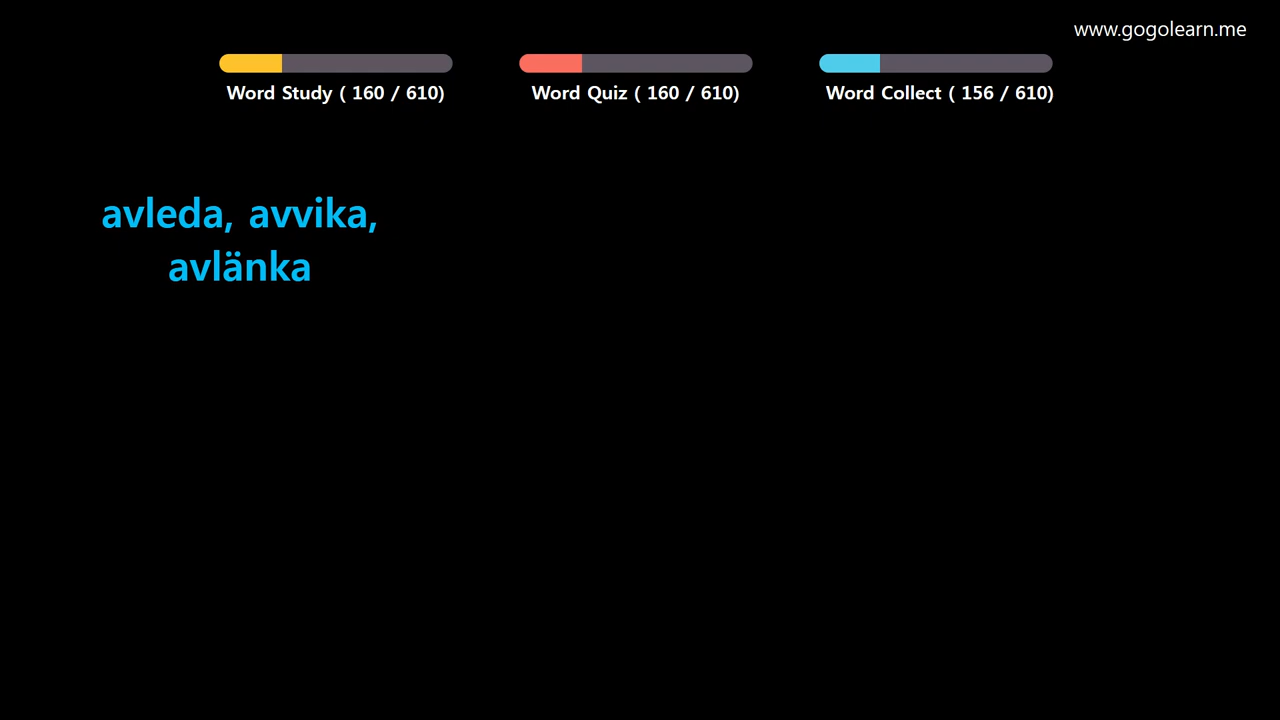 www.gogolearn.me
Word Study ( 160 / 610)
Word Quiz ( 160 / 610)
Word Collect ( 156 / 610)
avleda, avvika,
avlänka